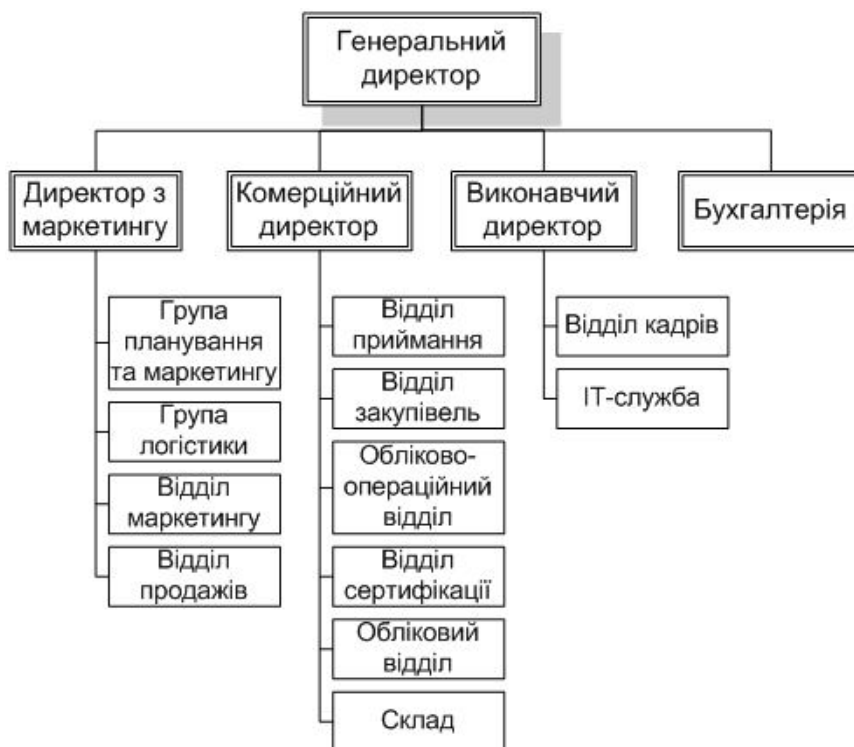 Генеральний
директор
Директор з
маркетингу
Комерційний
директор
Виконавчий
директор
Бухгалтерія
Група
планування
та маркетингу
Група
логістики
Відділ
маркетингу
Відділ
продажів
Відділ
приймання
Відділ
закупівель
Обліково-
операційний
відділ
Відділ
сертифікації
Обліковий
відділ
Склад
Відділ кадрів
ІТ-служба